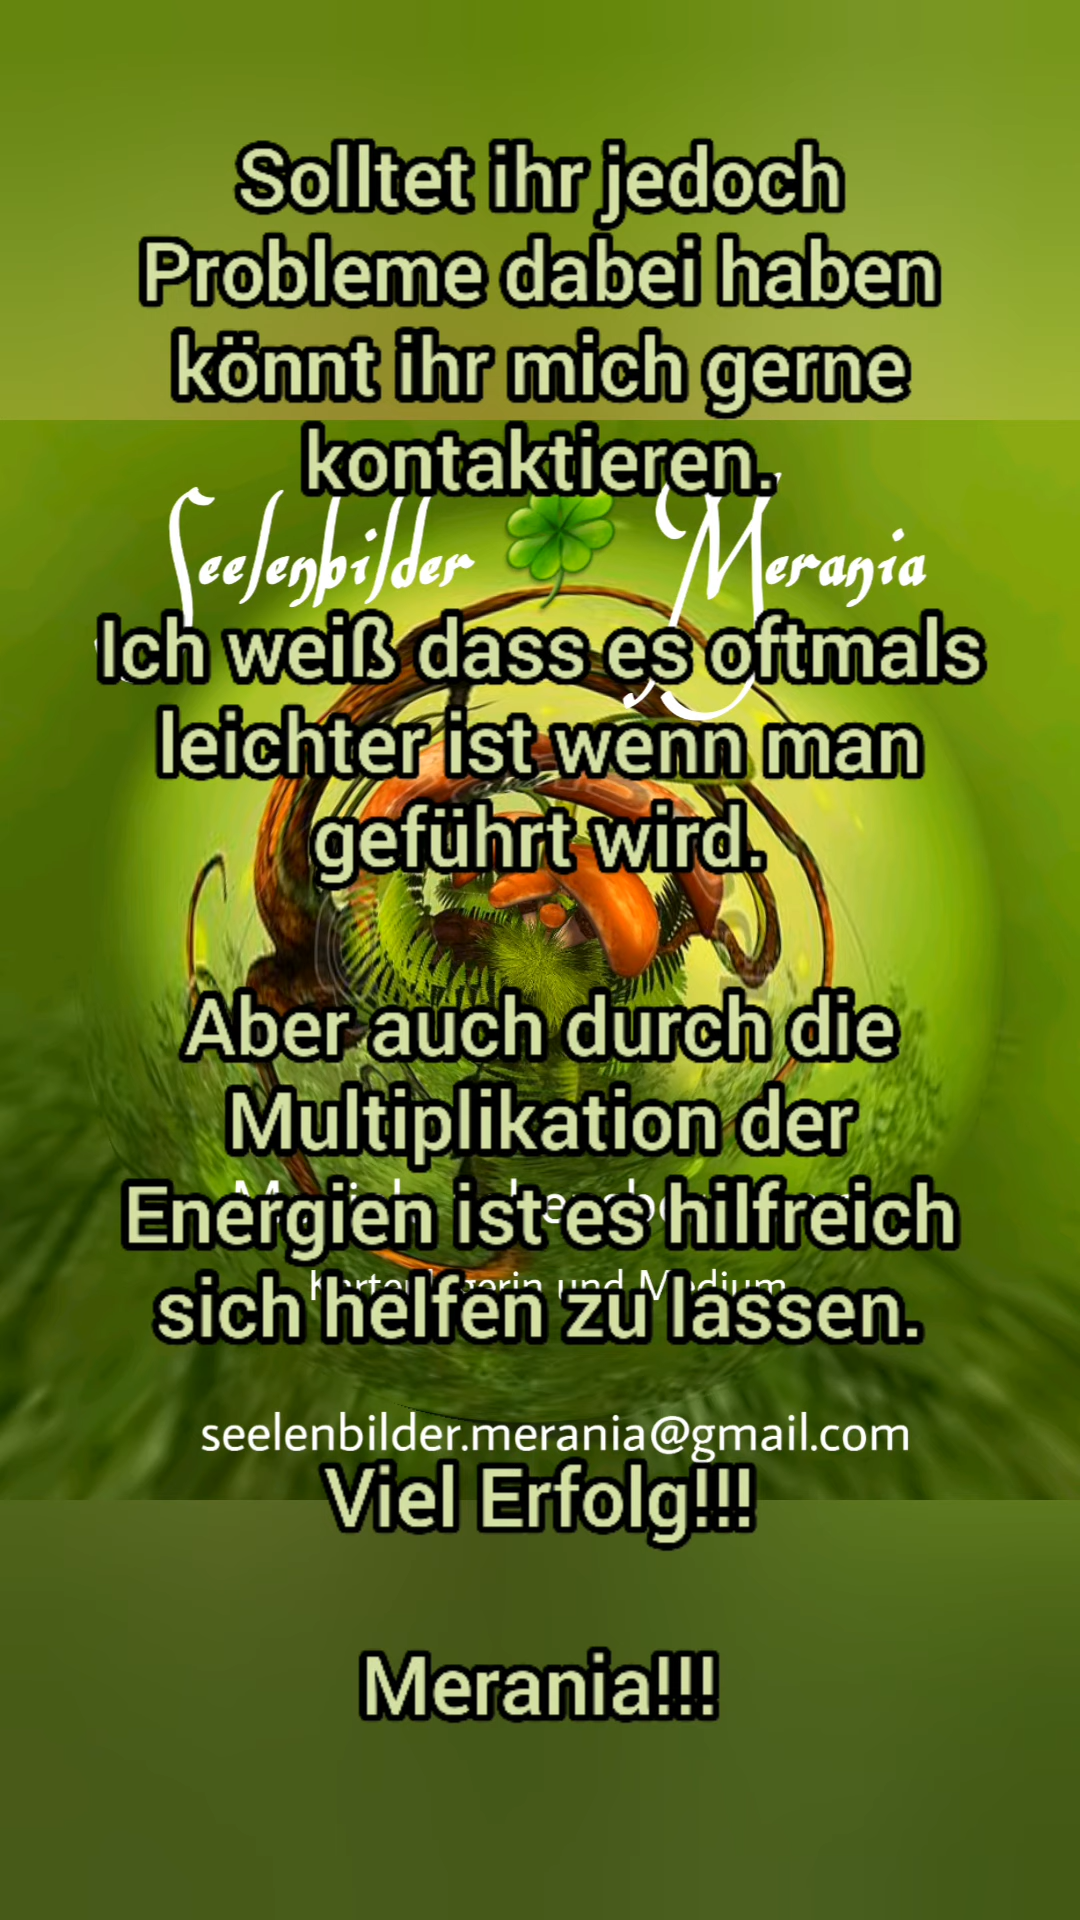 Solltet ihr jedoch
Probleme dabei haben
könnt ihr mich gerne
kontaktieren.
Seelenbilder Merania
Ich weiß dass es oftmals
leichter ist wenn man
geführt wird.
Aber auch durch die
Multiplikation der
Energien ist es hilfreich
und Medium
sich helfen zu lassen.
seelenbilder.merania@gmail.com
Viel Erfolg!!!
Merania!!!